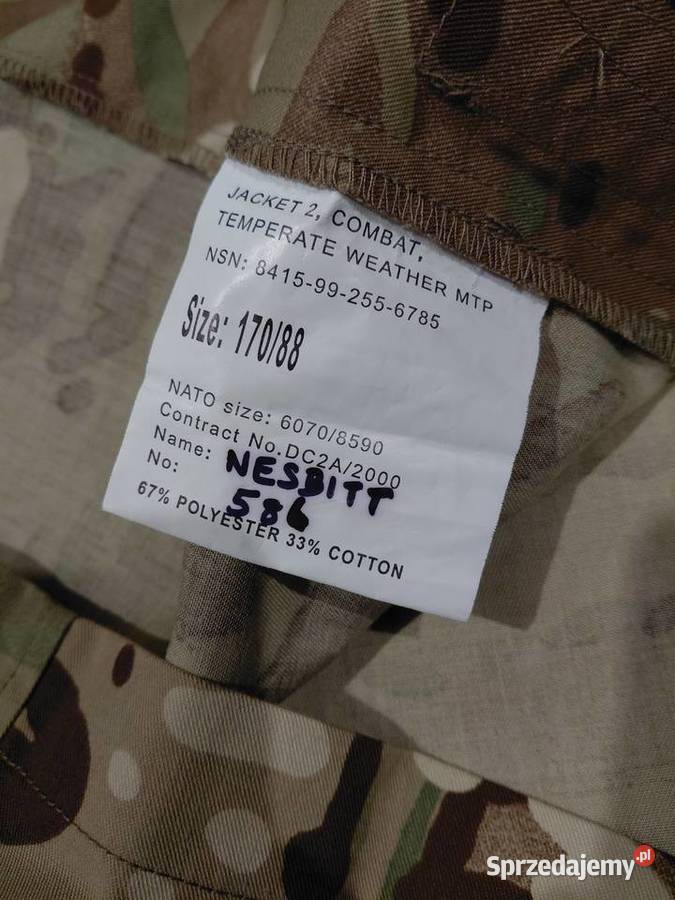 JACKET 2, COMBAT,
TEMPERATE WEATHER MTP
NSN: 8415-99-255-6785
Size: 170/88
NATO size: 6070/8590
Contract No.DC2A/2000
Name: NESBITT
No: 586
67% POLYESTER 33% COTTON
Sprzedajemy.pl